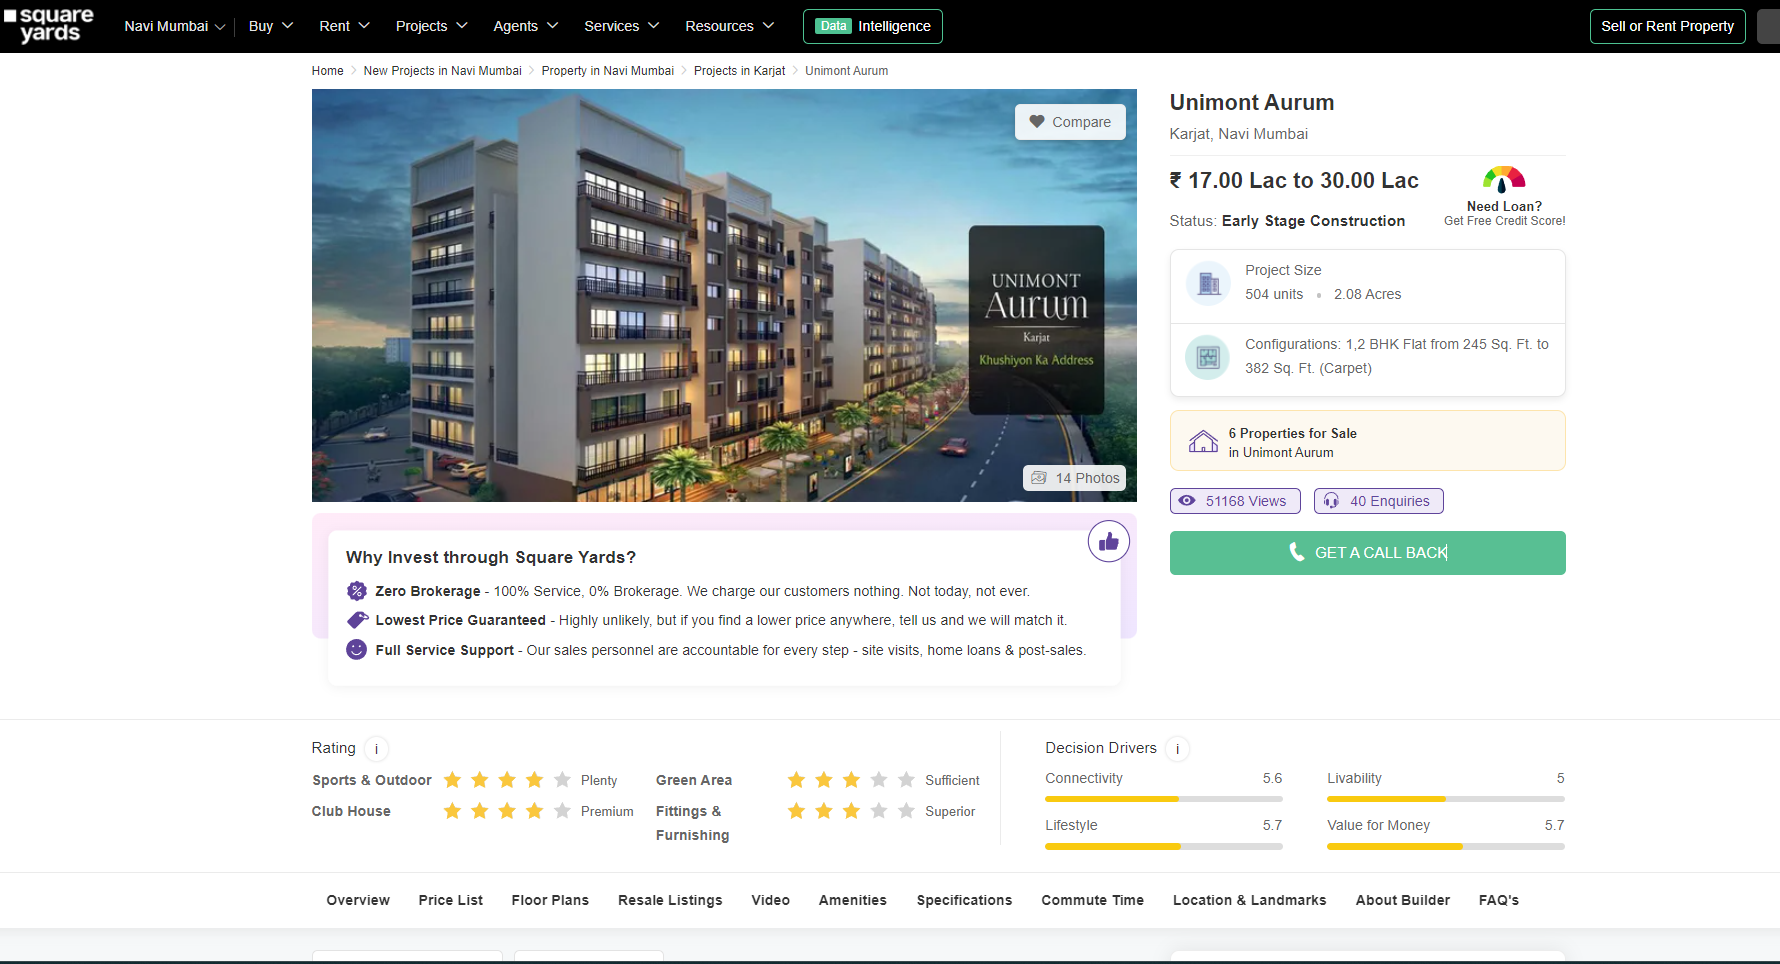 square yards
Navi Mumbai
Buy
Rent
Projects
Agents
Services
Resources
Data Intelligence
Sell or Rent Property
Home > New Projects in Navi Mumbai > Property in Navi Mumbai > Projects in Karjat > Unimont Aurum
Compare
UNIMONT
Aurum
Karjat
Khushiyon Ka Address
14 Photos
Unimont Aurum
Karjat, Navi Mumbai
₹ 17.00 Lac to 30.00 Lac
Status: Early Stage Construction
Need Loan?
Get Free Credit Score!
Project Size
504 units • 2.08 Acres
Configurations: 1,2 BHK Flat from 245 Sq. Ft. to
382 Sq. Ft. (Carpet)
6 Properties for Sale
in Unimont Aurum
51168 Views
40 Enquiries
GET A CALL BACK
Why Invest through Square Yards?
Zero Brokerage - 100% Service, 0% Brokerage. We charge our customers nothing. Not today, not ever.
Lowest Price Guaranteed - Highly unlikely, but if you find a lower price anywhere, tell us and we will match it.
Full Service Support - Our sales personnel are accountable for every step - site visits, home loans & post-sales.
Rating i
Sports & Outdoor Plenty
Green Area Sufficient
Club House Premium
Fittings &
Furnishing Superior
Decision Drivers i
Connectivity 5.6
Livability 5
Lifestyle 5.7
Value for Money 5.7
Overview
Price List
Floor Plans
Resale Listings
Video
Amenities
Specifications
Commute Time
Location & Landmarks
About Builder
FAQ's